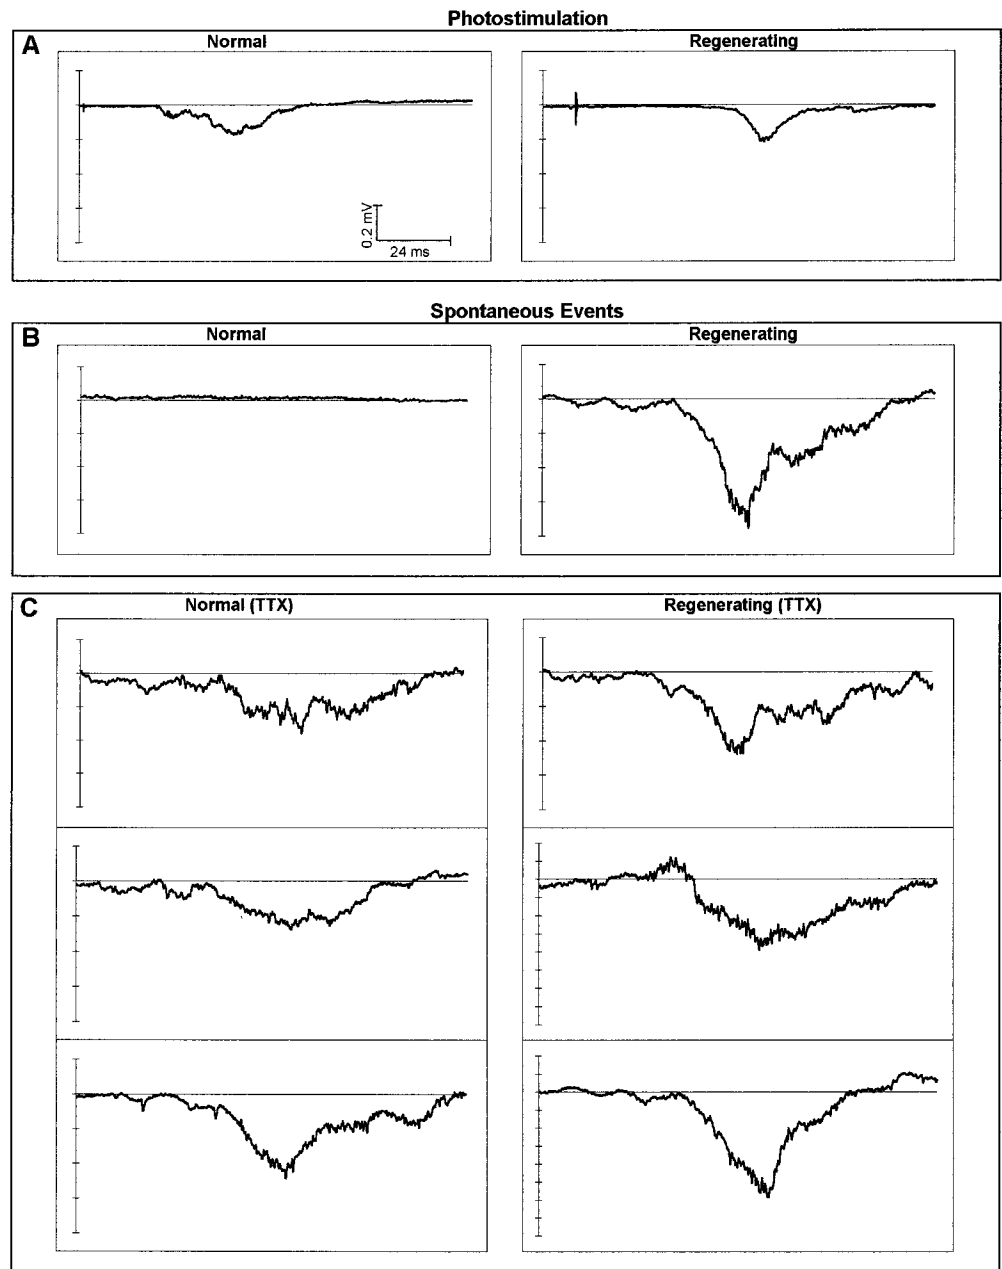 Photostimulation
A
Normal
Regenerating
0.2 mV
24 ms
Spontaneous Events
B
Normal
Regenerating
C
Normal (TTX)
Regenerating (TTX)